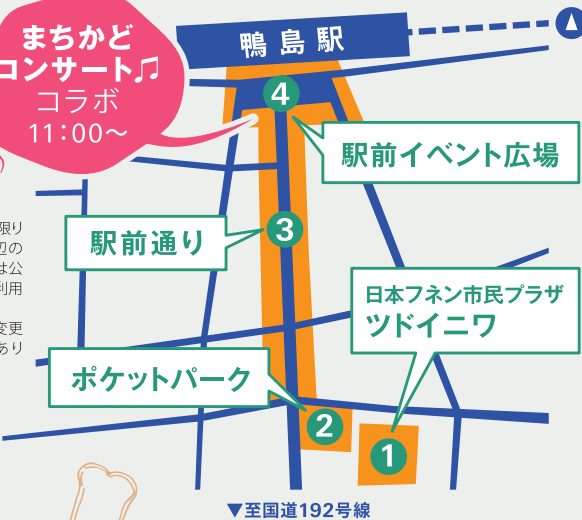 まちかど
コンサート♫
コラボ
11：00〜
鴨島駅
4
駅前イベント広場
3
駅前通り
限り
辺の
は公
利用
変更
あり
日本フネン市民プラザ
ツドイニワ
ポケットパーク
2
1
▼至国道192号線